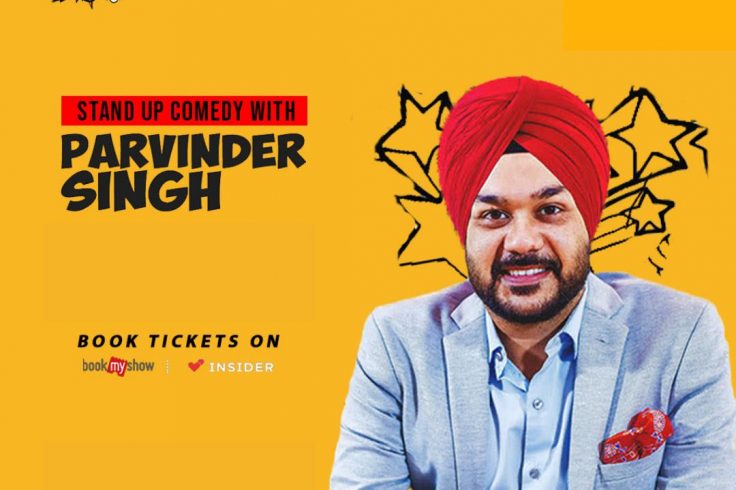 STAND UP COMEDY WITH
PARVINDER
SINGH
BOOK TICKETS ON
bookmyshow
INSIDER